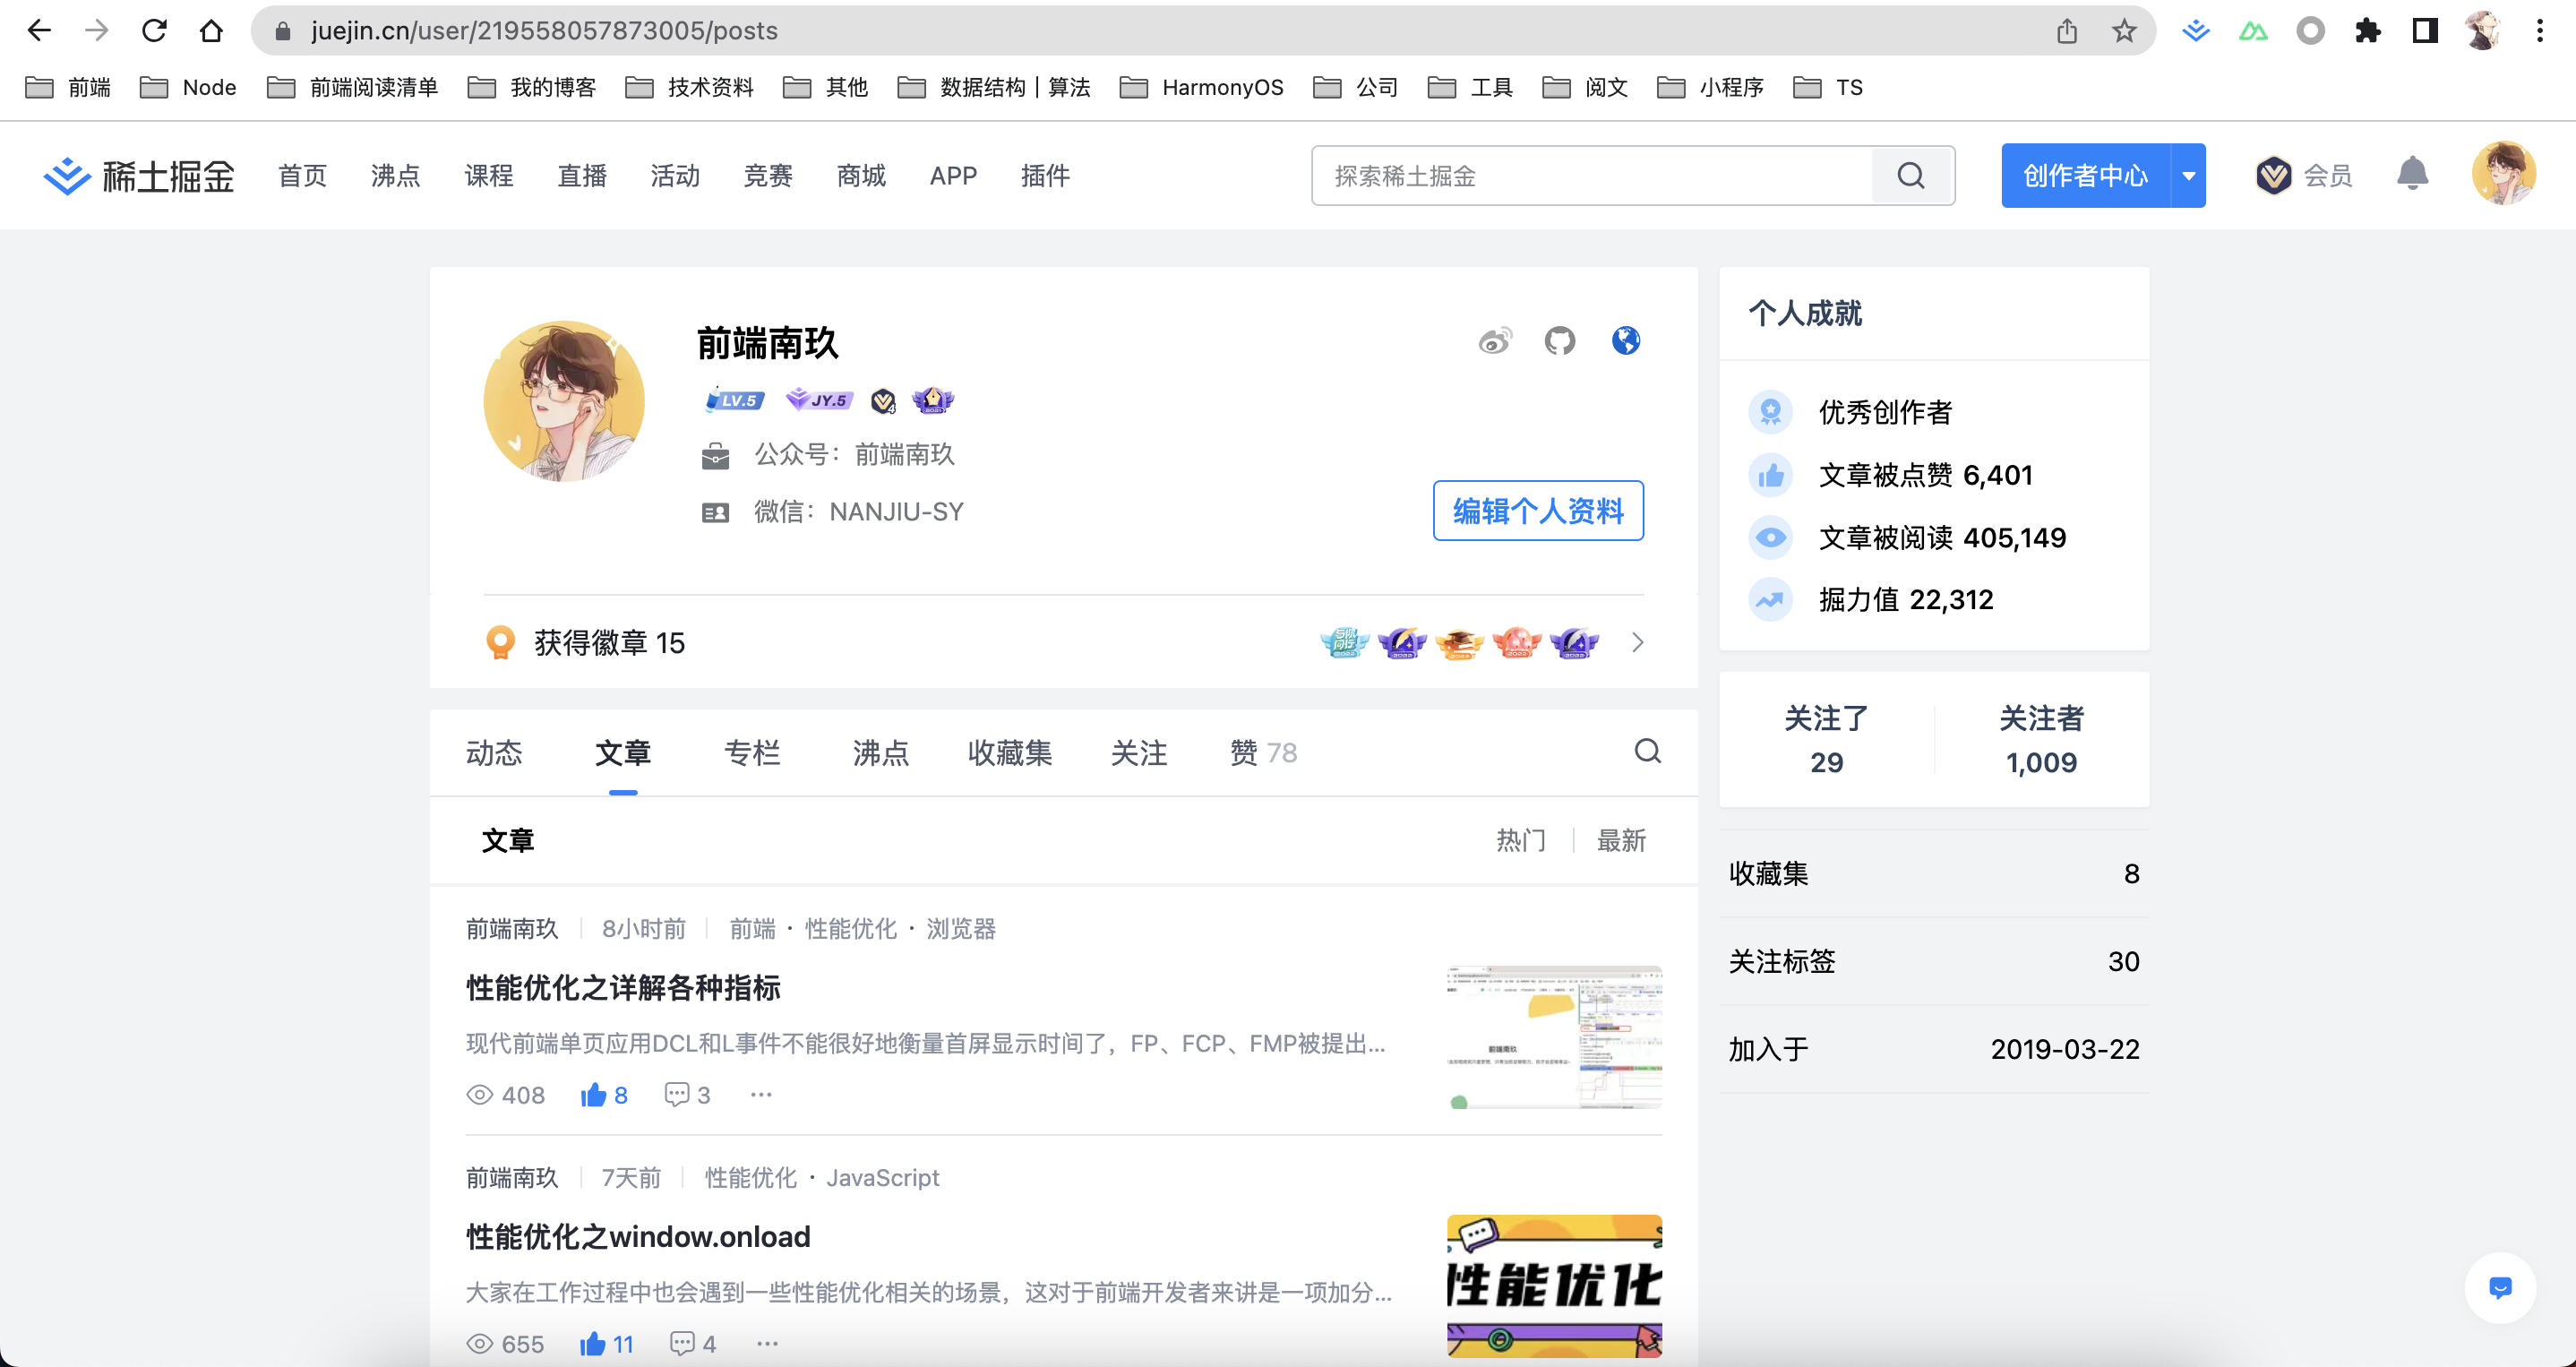 juejin.cn/user/219558057873005/posts
前端 Node 前端阅读清单 我的博客 技术资料 其他 数据结构 | 算法 HarmonyOS 公司 工具 阅文 小程序 TS
稀土掘金 首页 沸点 课程 直播 活动 竞赛 商城 APP 插件 探索稀土掘金 创作者中心 会员
前端南玖
LV.5 JY.5
公众号：前端南玖
微信：NANJIU-SY
编辑个人资料
获得徽章 15
个人成就
优秀创作者
文章被点赞 6,401
文章被阅读 405,149
掘力值 22,312
关注了 关注者
29 1,009
收藏集 8
关注标签 30
加入于 2019-03-22
动态 文章 专栏 沸点 收藏集 关注 赞 78
文章 热门 最新
前端南玖 8小时前 前端 · 性能优化 · 浏览器
性能优化之详解各种指标
现代前端单页应用DCL和L事件不能很好地衡量首屏显示时间了，FP、FCP、FMP被提出...
408 8 3
前端南玖
前端南玖 7天前 性能优化 · JavaScript
性能优化之window.onload
大家在工作过程中也会遇到一些性能优化相关的场景，这对于前端开发者来讲是一项加分...
655 11 4
性能优化